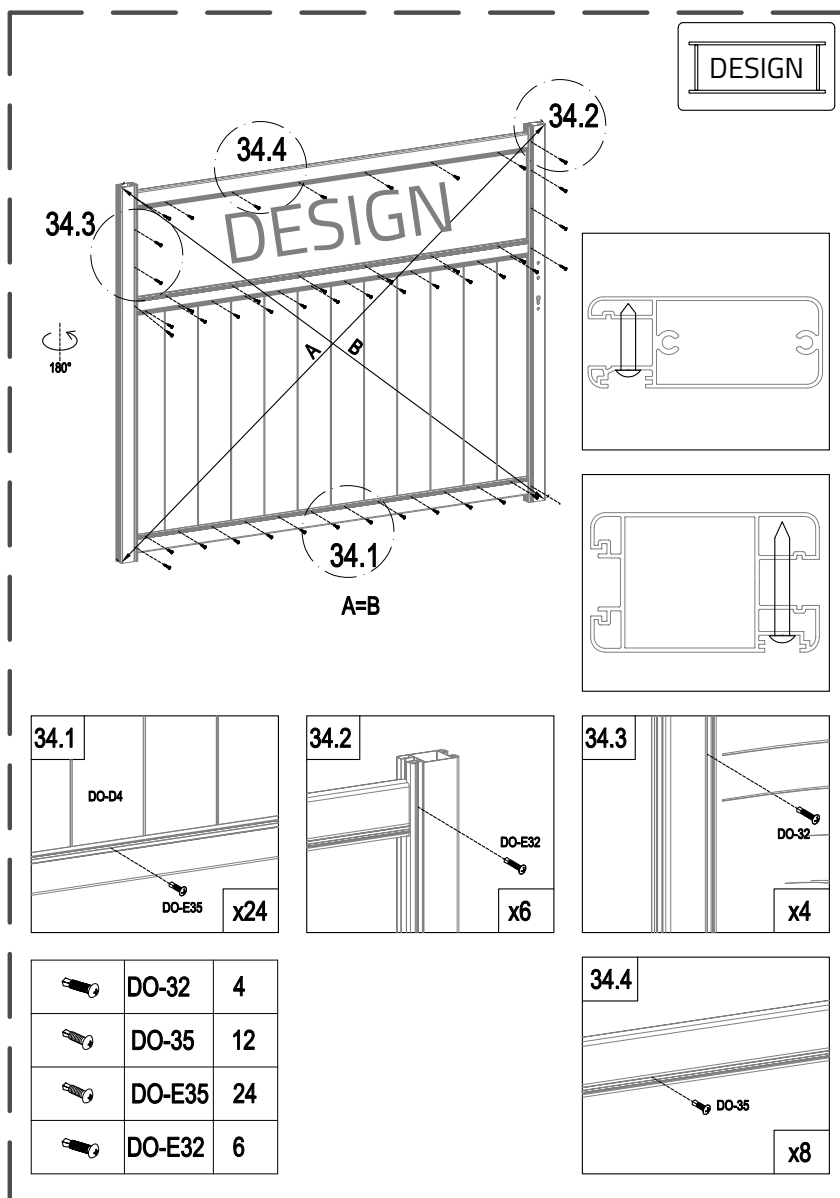 DESIGN
34.2
34.4
DESIGN
34.3
180°
A
B
34.1
A=B
34.1
DO-D4
DO-E35
x24
34.2
DO-E32
x6
34.3
DO-32
x4
DO-32 4
DO-35 12
DO-E35 24
DO-E32 6
34.4
DO-35
x8